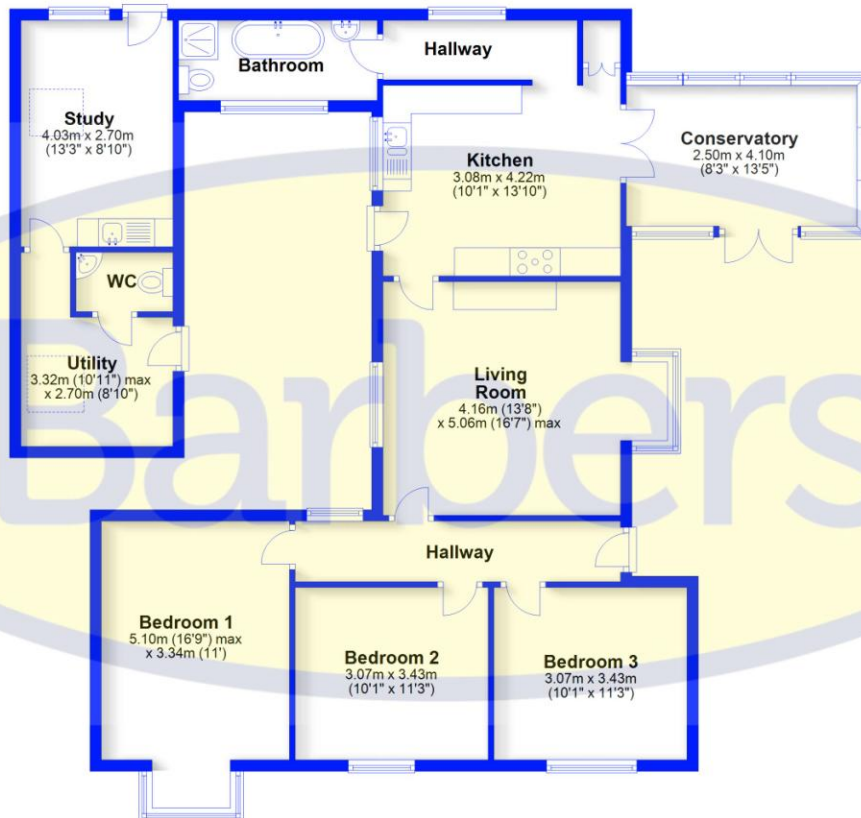 Bathroom
Hallway
Study
4.03m x 2.70m
(13'3" x 8'10")
Kitchen
3.08m x 4.22m
(10'1" x 13'10")
Conservatory
2.50m x 4.10m
(8'3" x 13'5")
WC
Utility
3.32m (10'11") max
x 2.70m (8'10")
Living
Room
4.16m (13'8")
x 5.06m (16'7") max
Barbers
Hallway
Bedroom 1
5.10m (16'9") max
x 3.34m (11')
Bedroom 2
3.07m x 3.43m
(10'1" x 11'3")
Bedroom 3
3.07m x 3.43m
(10'1" x 11'3")